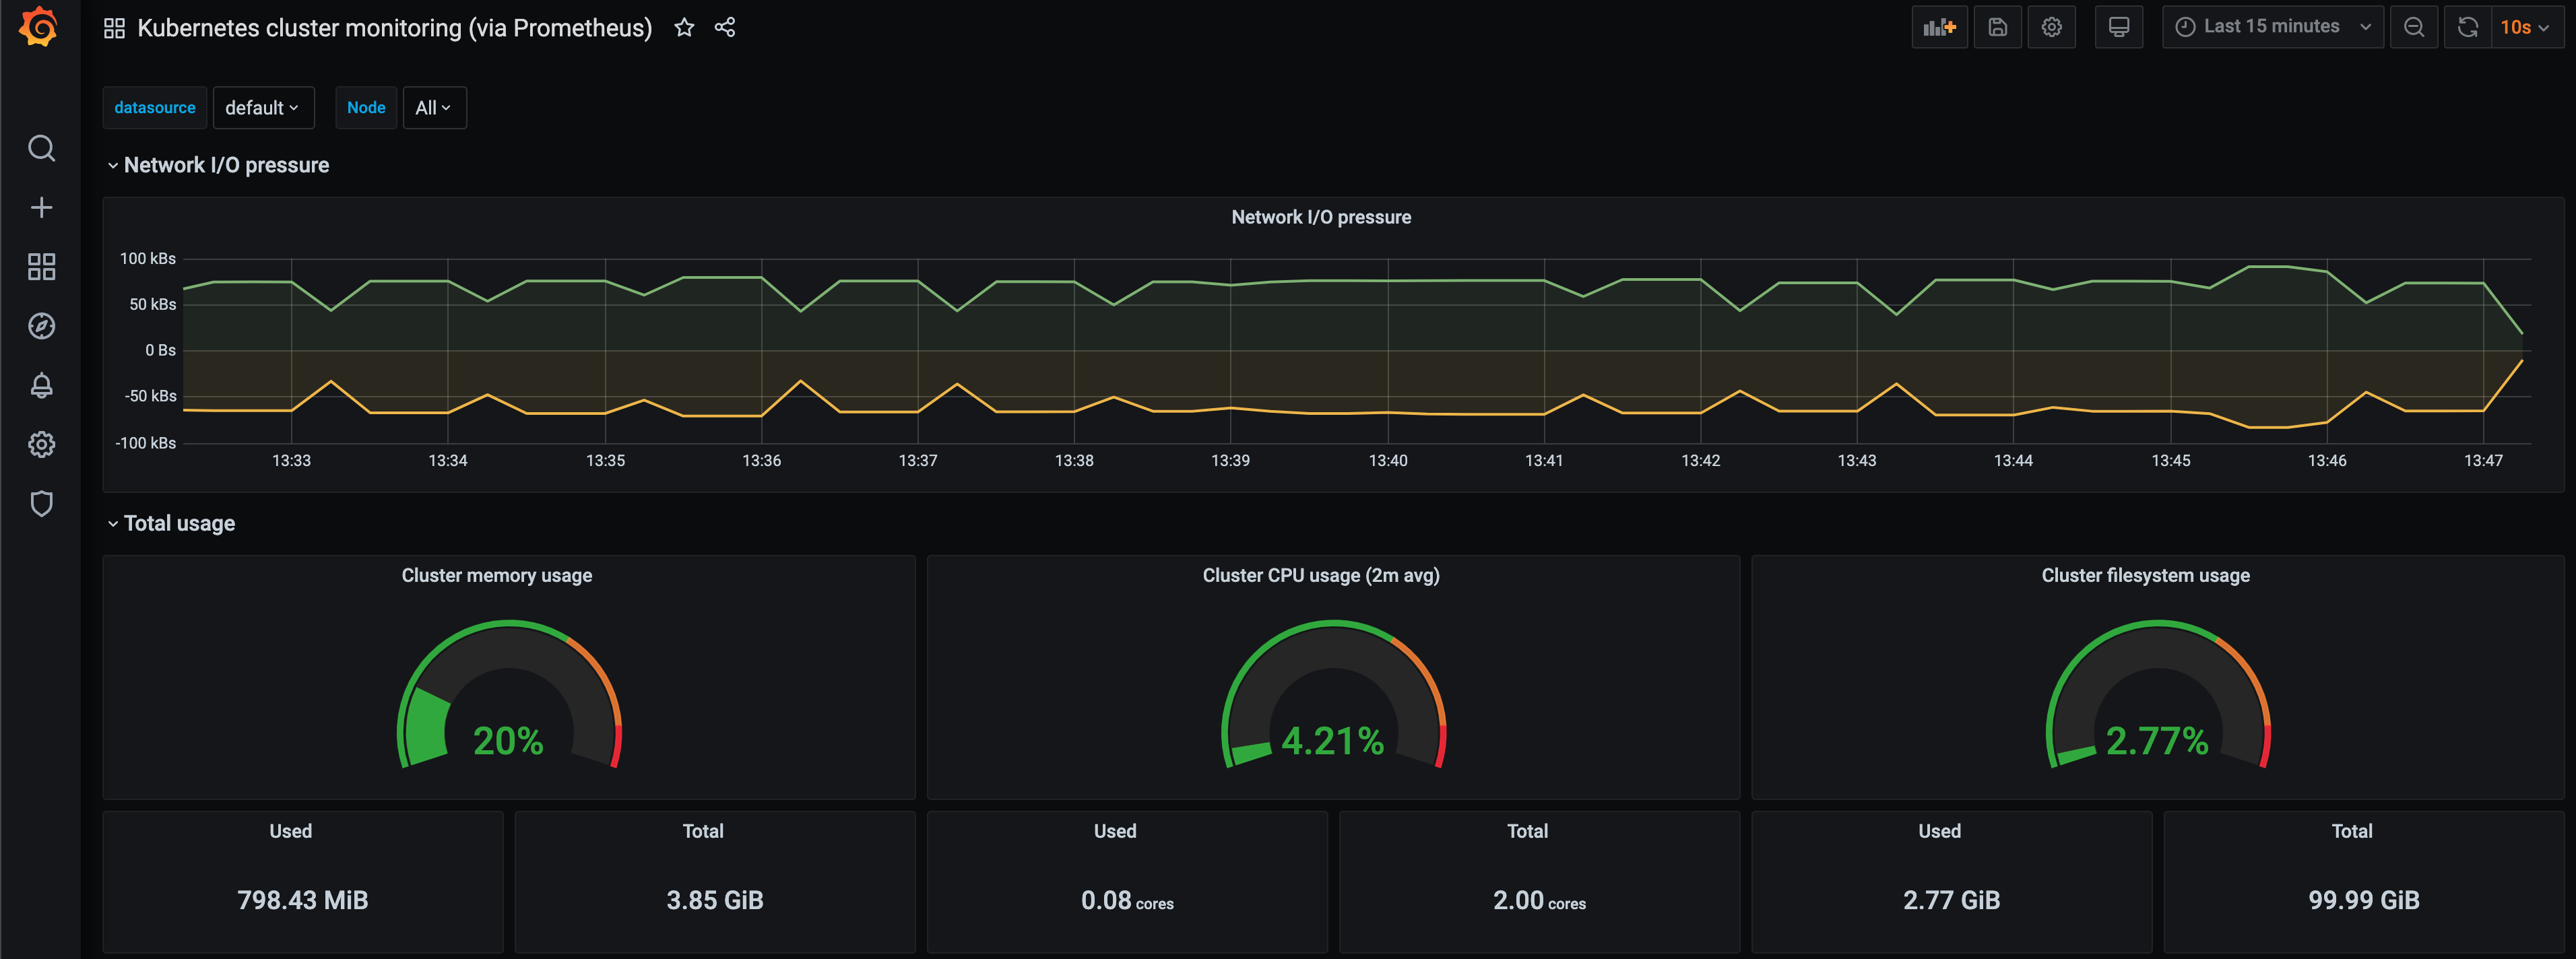 Kubernetes cluster monitoring (via Prometheus)
Last 15 minutes
10s
datasource default Node All
Network I/O pressure
Network I/O pressure
100 kBs
50 kBs
0 Bs
-50 kBs
-100 kBs
13:33 13:34 13:35 13:36 13:37 13:38 13:39 13:40 13:41 13:42 13:43 13:44 13:45 13:46 13:47
Total usage
Cluster memory usage
20%
Cluster CPU usage (2m avg)
4.21%
Cluster filesystem usage
2.77%
Used
798.43 MiB
Total
3.85 GiB
Used
0.08 cores
Total
2.00 cores
Used
2.77 GiB
Total
99.99 GiB